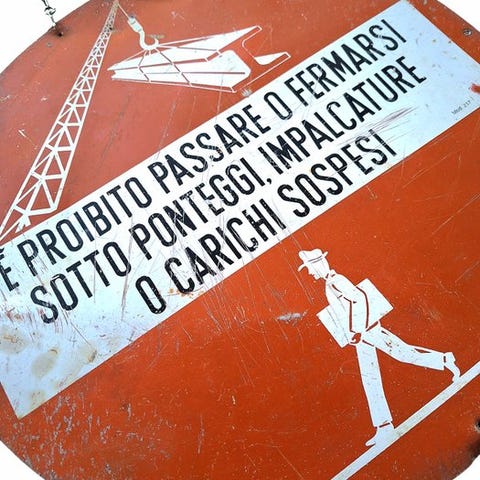 È PROIBITO PASSARE O FERMARSI
SOTTO PONTEGGI, IMPALCATURE
O CARICHI SOSPESI